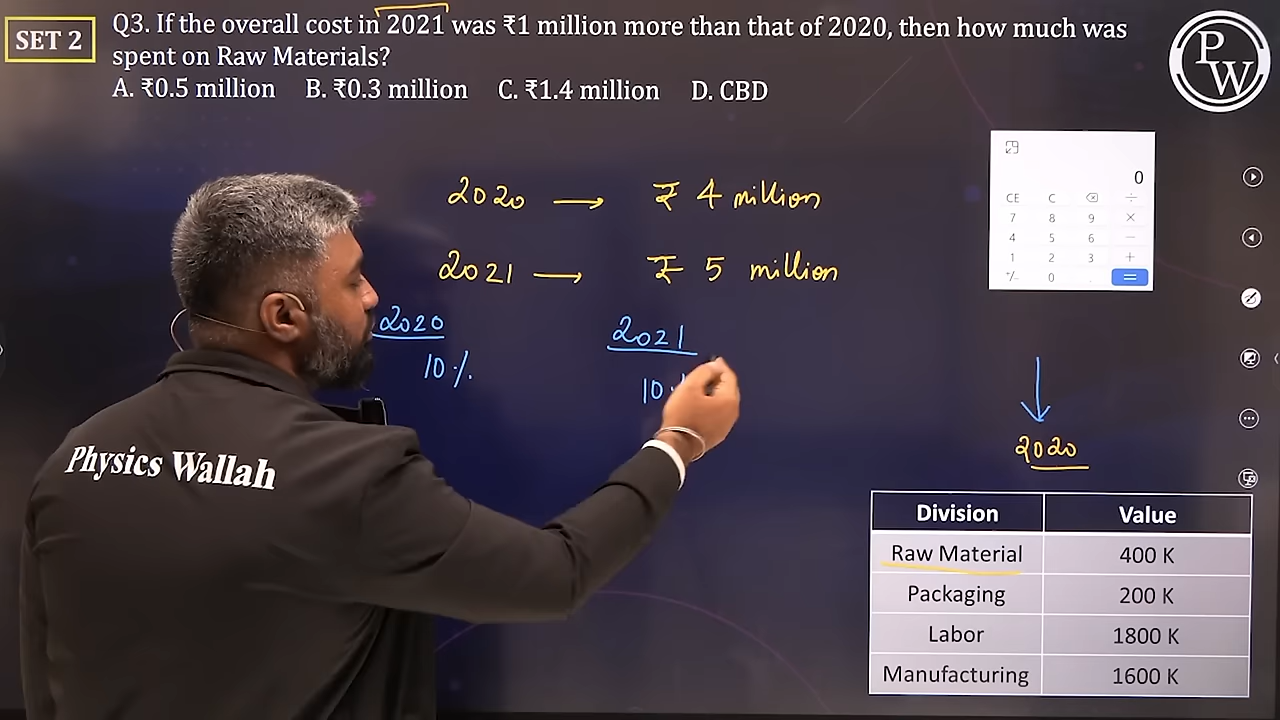 SET 2
Q3. If the overall cost in 2021 was ₹1 million more than that of 2020, then how much was
spent on Raw Materials?
A. ₹0.5 million B. ₹0.3 million C. ₹1.4 million D. CBD
PW
0
CE C ÷
7 8 9 ×
4 5 6 −
1 2 3 +
+/− 0 . =
2020 → ₹ 4 million
2021 → ₹ 5 million
2020
10%
2021
10
2020
Physics Wallah
Division Value
Raw Material 400 K
Packaging 200 K
Labor 1800 K
Manufacturing 1600 K